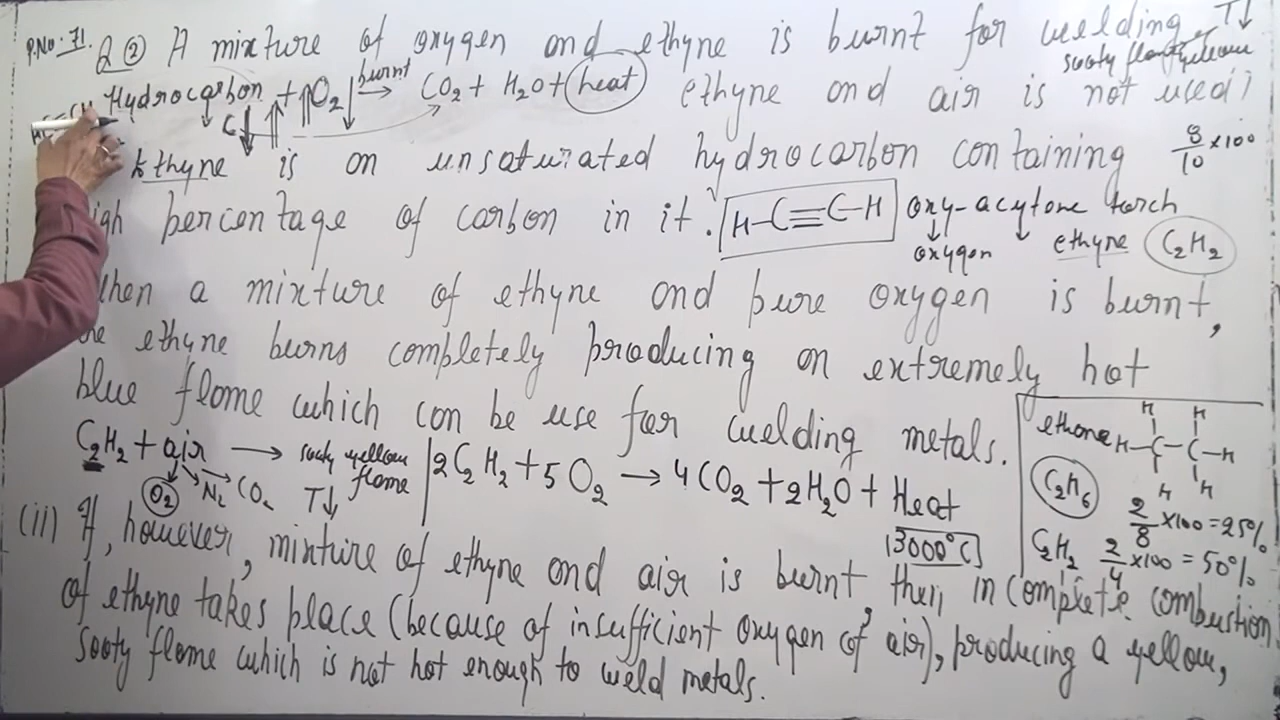 P.No. 71. Q② A mixture of oxygen and ethyne is burnt for welding. T↓
sooty flame yellow
Hydrocarbon + O2 burnt → CO2 + H2O + heat ethyne and air is not used?
C
Ethyne is an unsaturated hydrocarbon containing 8/10 ×100
igh percentage of carbon in it. H-C≡C-H oxy-acytone torch
oxygen ethyne C2H2
hen a mixture of ethyne and pure oxygen is burnt,
he ethyne burns completely producing an extremely hot
blue flame which can be use for welding metals.
C2H2 + air → sooty yellow flame T↓
O2 N2 CO2
2C2H2 + 5O2 → 4CO2 + 2H2O + Heat
3000°C
ethane H-C-C-H
H H
H H
C2H6 2/8 ×100 = 25%
C2H2 2/4 ×100 = 50%
(ii) If, however, mixture of ethyne and air is burnt, then incomplete combustion
of ethyne takes place (because of insufficient oxygen of air), producing a yellow,
sooty flame which is not hot enough to weld metals.